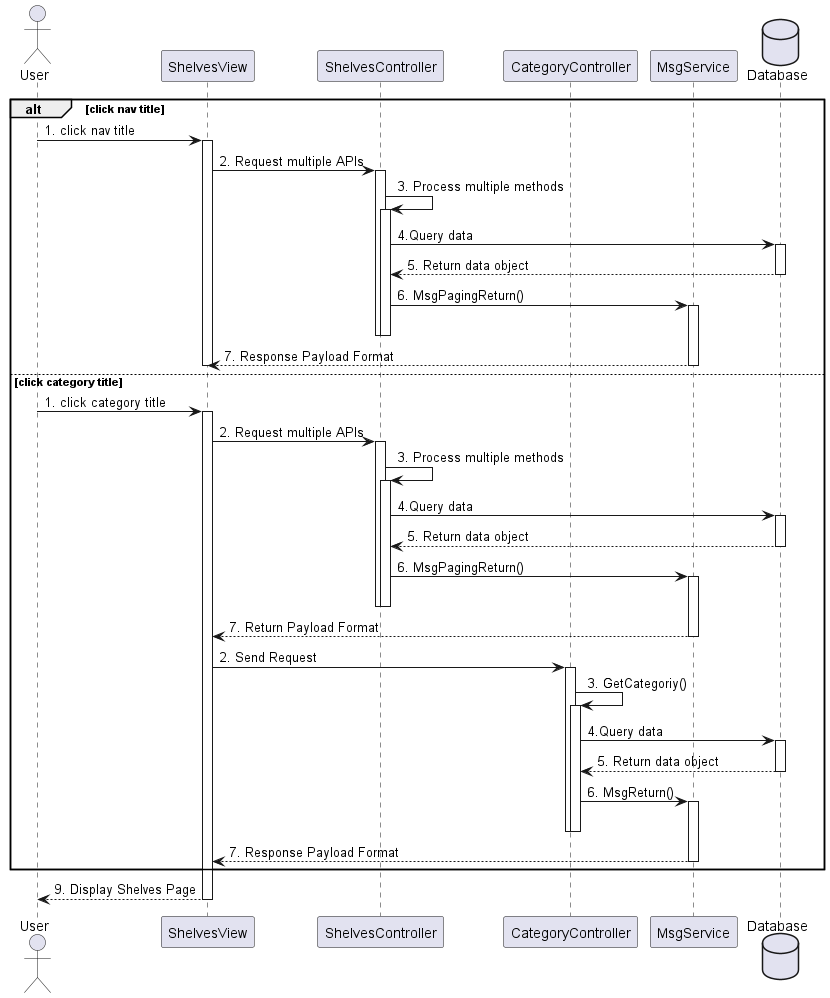 User
ShelvesView
ShelvesController
CategoryController
MsgService
Database
alt
[click nav title]
1. click nav title
2. Request multiple APIs
3. Process multiple methods
4.Query data
5. Return data object
6. MsgPagingReturn()
7. Response Payload Format
[click category title]
1. click category title
2. Request multiple APIs
3. Process multiple methods
4.Query data
5. Return data object
6. MsgPagingReturn()
7. Return Payload Format
2. Send Request
3. GetCategoriy()
4.Query data
5. Return data object
6. MsgReturn()
7. Response Payload Format
9. Display Shelves Page
User
ShelvesView
ShelvesController
CategoryController
MsgService
Database